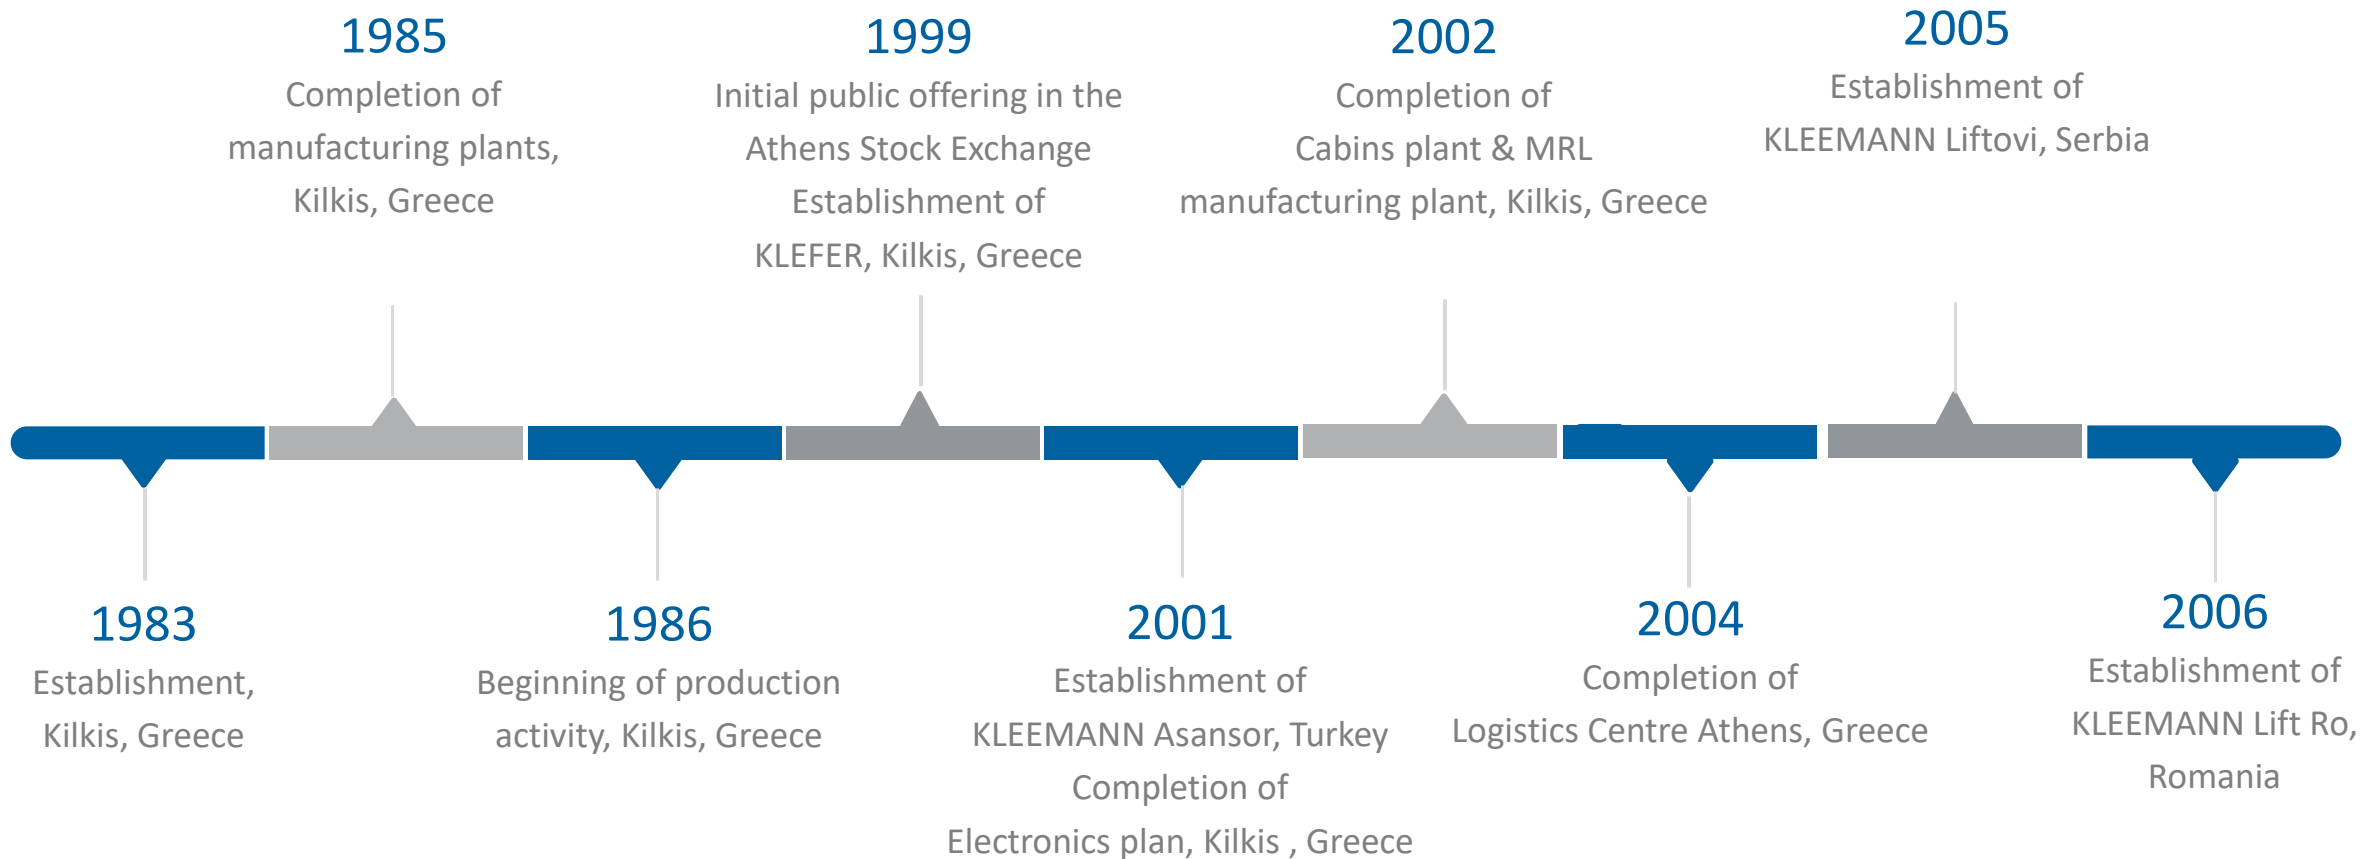 1985
Completion of
manufacturing plants,
Kilkis, Greece
1999
Initial public offering in the
Athens Stock Exchange
Establishment of
KLEFER, Kilkis, Greece
2002
Completion of
Cabins plant & MRL
manufacturing plant, Kilkis, Greece
2005
Establishment of
KLEEMANN Liftovi, Serbia
1983
Establishment,
Kilkis, Greece
1986
Beginning of production
activity, Kilkis, Greece
2001
Establishment of
KLEEMANN Asansor, Turkey
Completion of
Electronics plan, Kilkis , Greece
2004
Completion of
Logistics Centre Athens, Greece
2006
Establishment of
KLEEMANN Lift Ro,
Romania